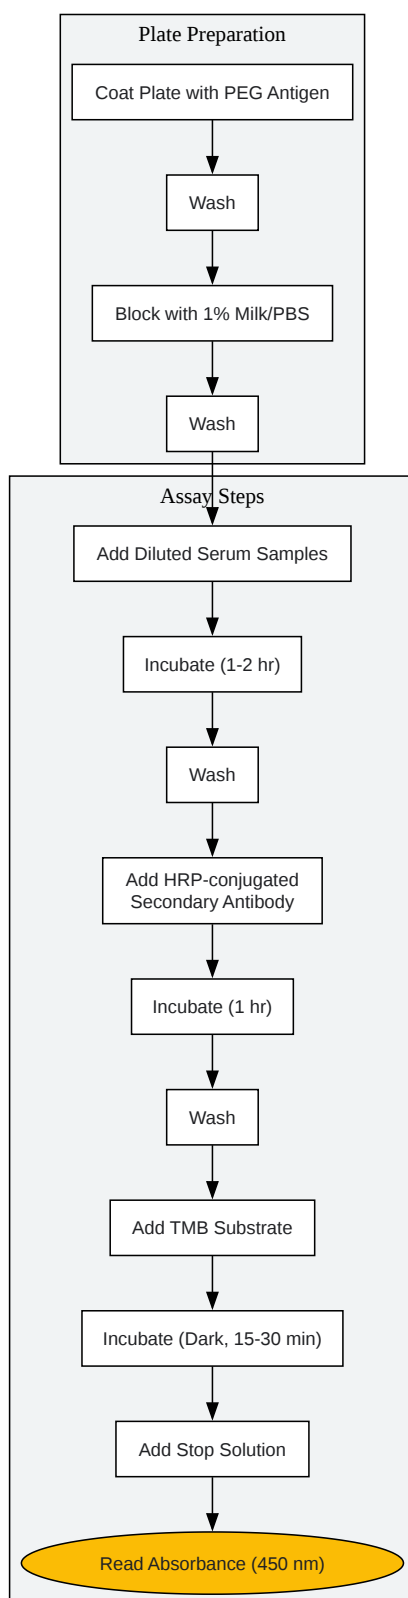 Plate Preparation
Coat Plate with PEG Antigen
Wash
Block with 1% Milk/PBS
Wash
Assay Steps
Add Diluted Serum Samples
Incubate (1-2 hr)
Wash
Add HRP-conjugated
Secondary Antibody
Incubate (1 hr)
Wash
Add TMB Substrate
Incubate (Dark, 15-30 min)
Add Stop Solution
Read Absorbance (450 nm)